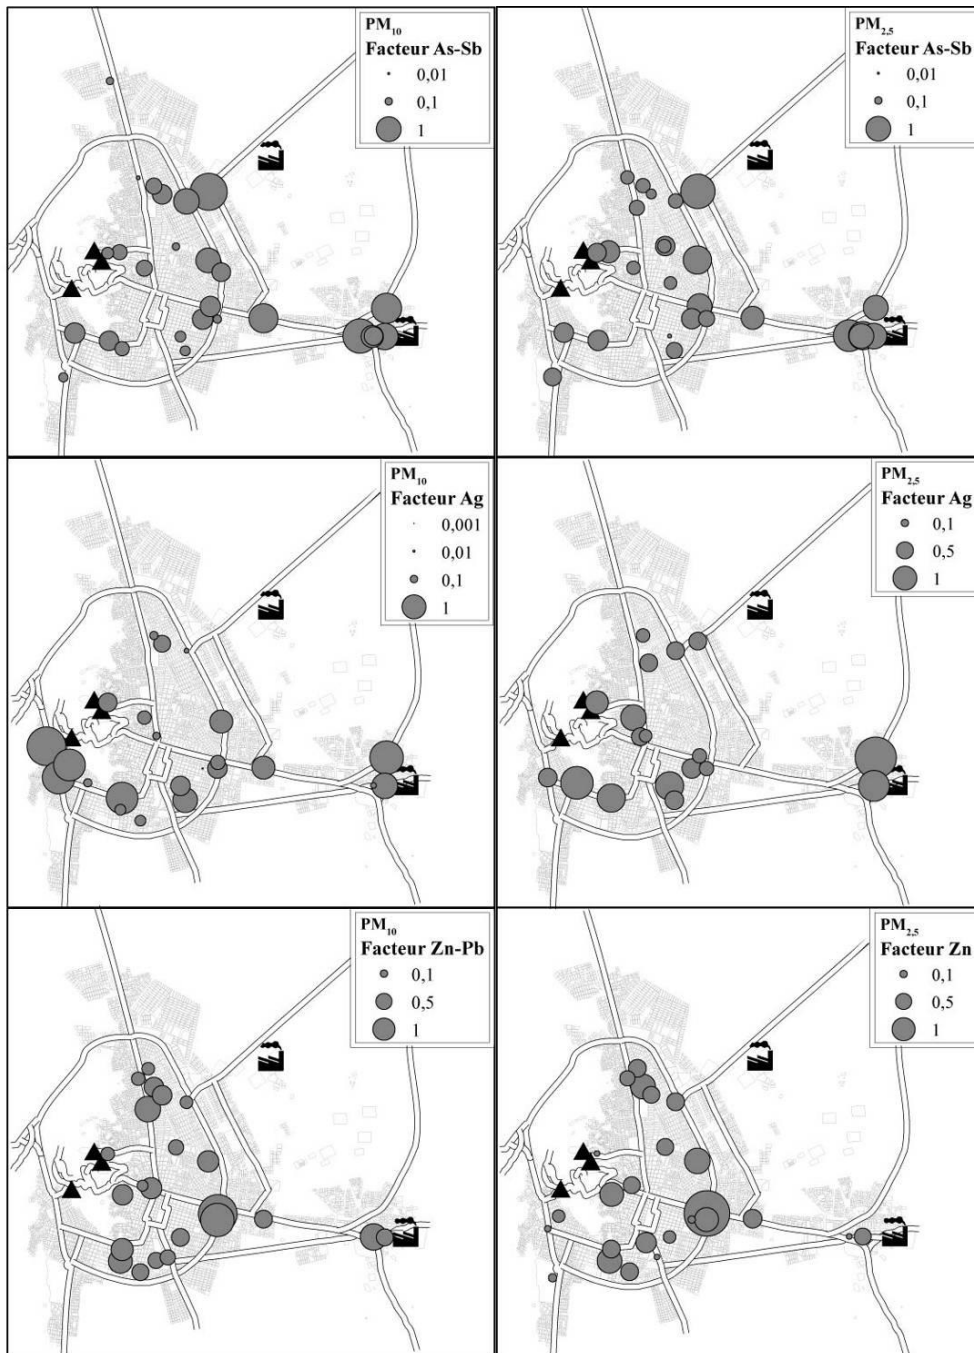 PM10
Facteur As-Sb
0,01
0,1
1
PM2,5
Facteur As-Sb
0,01
0,1
1
PM10
Facteur Ag
0,001
0,01
0,1
1
PM2,5
Facteur Ag
0,1
0,5
1
PM10
Facteur Zn-Pb
0,1
0,5
1
PM2,5
Facteur Zn
0,1
0,5
1